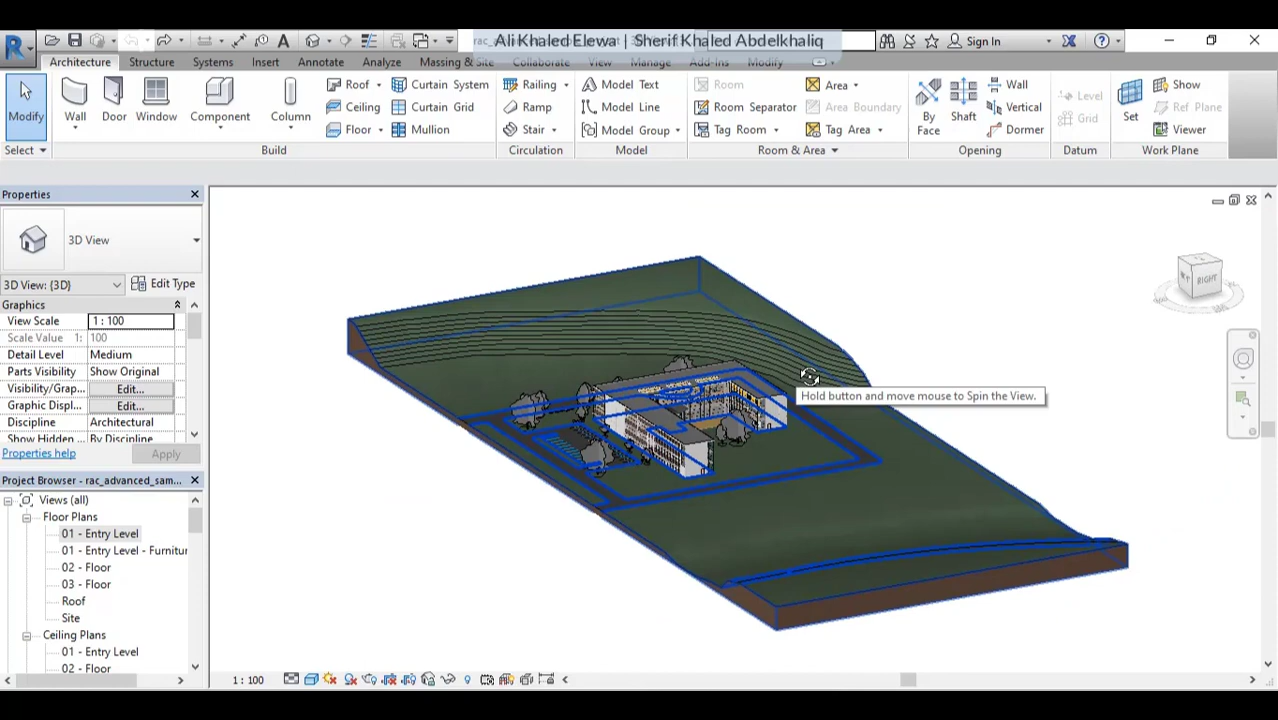 Ali Khaled Elewa | Sherif Khaled Abdelkhaliq
Sign In
Architecture Structure Systems Insert Annotate Analyze Massing & Site Collaborate View Manage Add-Ins Modify
Modify
Wall
Door
Window
Component
Column
Roof
Ceiling
Floor
Curtain System
Curtain Grid
Mullion
Railing
Ramp
Stair
Model Text
Model Line
Model Group
Room
Room Separator
Tag Room
Area
Area Boundary
Tag Area
By Face
Shaft
Wall
Vertical
Dormer
Level
Grid
Set
Show
Ref Plane
Viewer
Select Build Circulation Model Room & Area Opening Datum Work Plane
Properties
3D View
3D View: {3D} Edit Type
Graphics
View Scale 1 : 100
Scale Value 1: 100
Detail Level Medium
Parts Visibility Show Original
Visibility/Grap... Edit...
Graphic Displ... Edit...
Discipline Architectural
Show Hidden By Discipline
Properties help Apply
Project Browser - rac_advanced_sam...
Views (all)
Floor Plans
01 - Entry Level
01 - Entry Level - Furnitur
02 - Floor
03 - Floor
Roof
Site
Ceiling Plans
01 - Entry Level
02 - Floor
RIGHT
Hold button and move mouse to Spin the View.
1 : 100